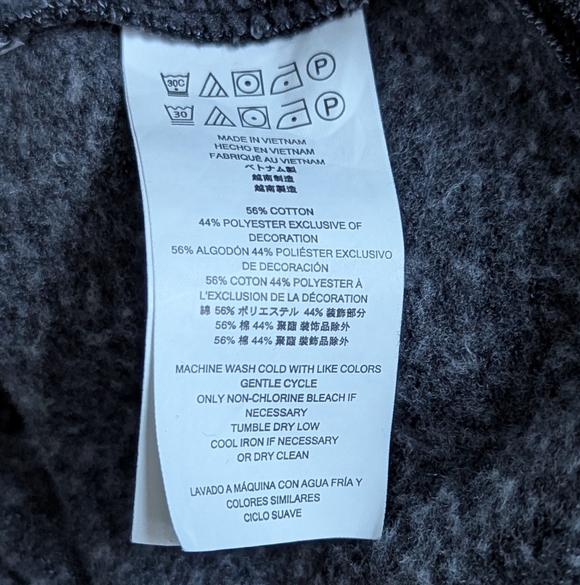 30C P
30 P
MADE IN VIETNAM
HECHO EN VIETNAM
FABRIQUÉ AU VIETNAM
ベトナム製
越南制造
越南製造
56% COTTON
44% POLYESTER EXCLUSIVE OF
DECORATION
56% ALGODÓN 44% POLIÉSTER EXCLUSIVO
DE DECORACIÓN
56% COTON 44% POLYESTER À
L'EXCLUSION DE LA DÉCORATION
綿 56% ポリエステル 44% 装飾部分
56% 棉 44% 聚酯 装饰品除外
56% 棉 44% 聚酯 裝飾品除外
MACHINE WASH COLD WITH LIKE COLORS
GENTLE CYCLE
ONLY NON-CHLORINE BLEACH IF
NECESSARY
TUMBLE DRY LOW
COOL IRON IF NECESSARY
OR DRY CLEAN
LAVADO A MÁQUINA CON AGUA FRÍA Y
COLORES SIMILARES
CICLO SUAVE